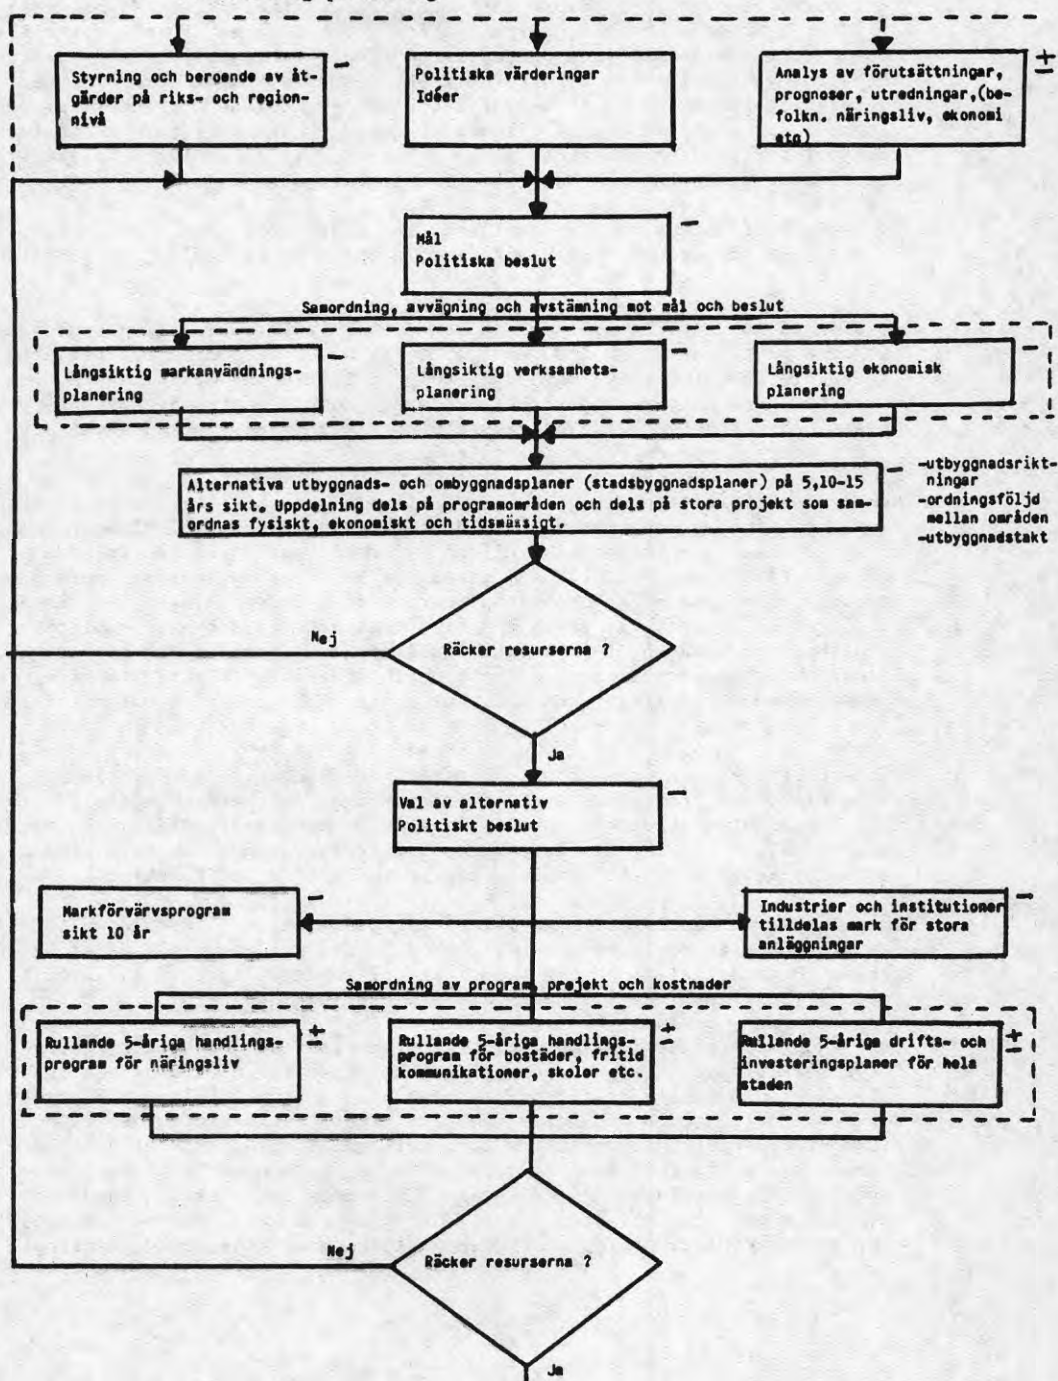 Styrning och beroende av åt-
gärder på riks- och region-
nivå
−
Politiska värderingar
Idéer
Analys av förutsättningar,
prognoser, utredningar,(be-
folkn. näringsliv, ekonomi
etc)
±
Mål
Politiska beslut
−
Samordning, avvägning och avstämning mot mål och beslut
Långsiktig markanvändnings-
planering
−
Långsiktig verksamhets-
planering
−
Långsiktig ekonomisk
planering
−
Alternativa utbyggnads- och ombyggnadsplaner (stadsbyggnadsplaner) på 5,10-15
års sikt. Uppdelning dels på programområden och dels på stora projekt som sam-
ordnas fysiskt, ekonomiskt och tidsmässigt.
−
-utbyggnadsrikt-
ningar
-ordningsföljd
mellan områden
-utbyggnadstakt
Räcker resurserna ?
Nej
Ja
Val av alternativ
Politiskt beslut
−
Markförvärvsprogram
sikt 10 år
−
Industrier och institutioner
tilldelas mark för stora
anläggningar
−
Samordning av program, projekt och kostnader
Rullande 5-åriga handlings-
program för näringsliv
±
Rullande 5-åriga handlings-
program för bostäder, fritid
kommunikationer, skolor etc.
±
Rullande 5-åriga drifts- och
investeringsplaner för hela
staden
±
Räcker resurserna ?
Nej
Ja